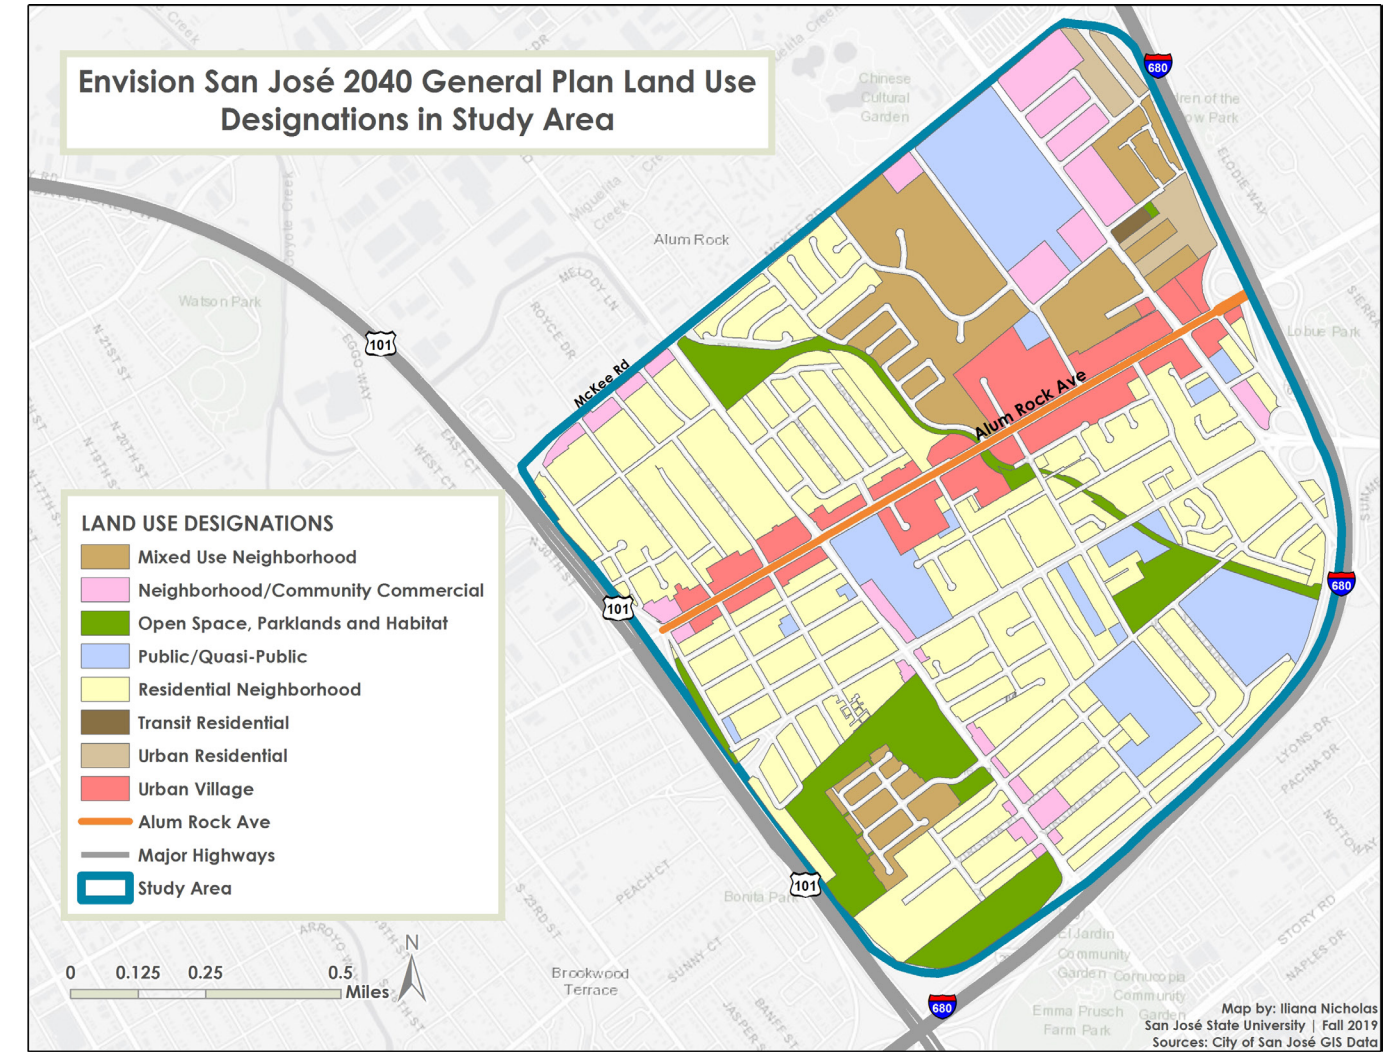 Envision San José 2040 General Plan Land Use
Designations in Study Area
680
Chinese
Cultural
Garden
ELODIE WAY
Miguelita
Creek
Alum Rock
MELODY LN
ROYCE DR
Coyote Creek
Watson Park
101
EGGO WAY
N 21ST ST
N 20TH ST
N 19TH ST
N 17TH ST
EAST CT
WEST CT
N 30TH ST
McKee Rd
Alum Rock Ave
Lobue Park
LAND USE DESIGNATIONS
Mixed Use Neighborhood
Neighborhood/Community Commercial
Open Space, Parklands and Habitat
Public/Quasi-Public
Residential Neighborhood
Transit Residential
Urban Residential
Urban Village
Alum Rock Ave
Major Highways
Study Area
101
680
101
LYONS DR
PACINA DR
NOTTOWAY
STORY RD
NAPLES DR
PEACH CT
S 23RD ST
Bonita Park
SUNNY CT
Brookwood
Terrace
BANFF ST
JASPER S
ARROYO
N
0 0.125 0.25 0.5
Miles
680
El Jardin
Community
Garden
Cornucopia
Community
Garden
Emma Prusch
Farm Park
Map by: Iliana Nicholas
San José State University | Fall 2019
Sources: City of San José GIS Data